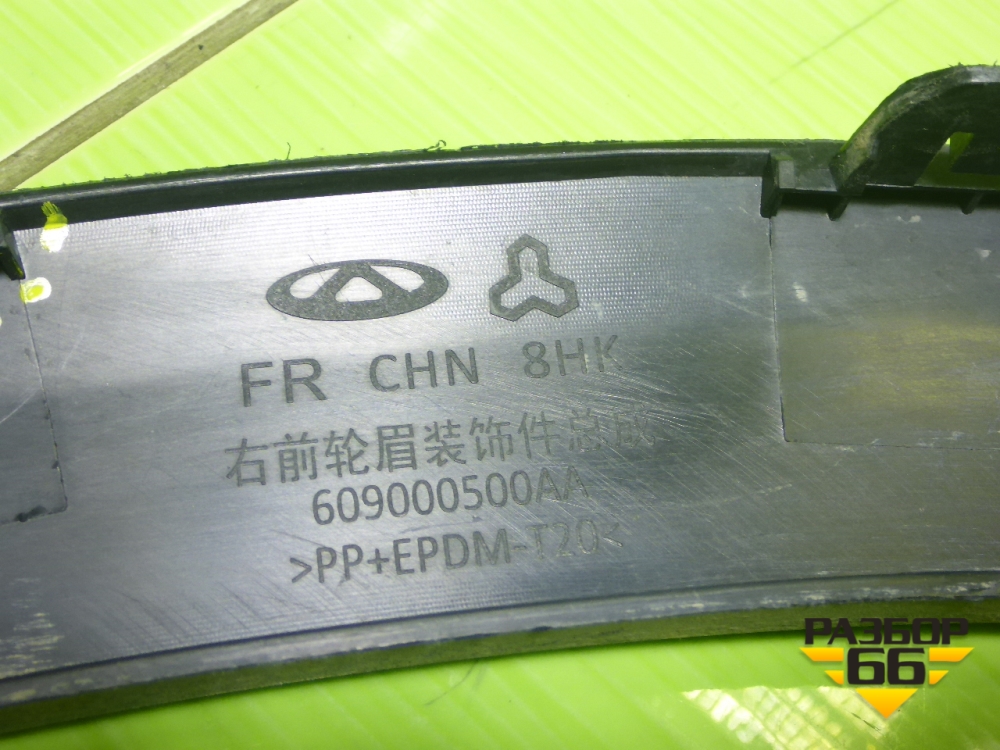 FR CHN 8HK
右前轮眉装饰件总成
609000500AA
>PP+EPDM-T20<
РАЗБОР
66